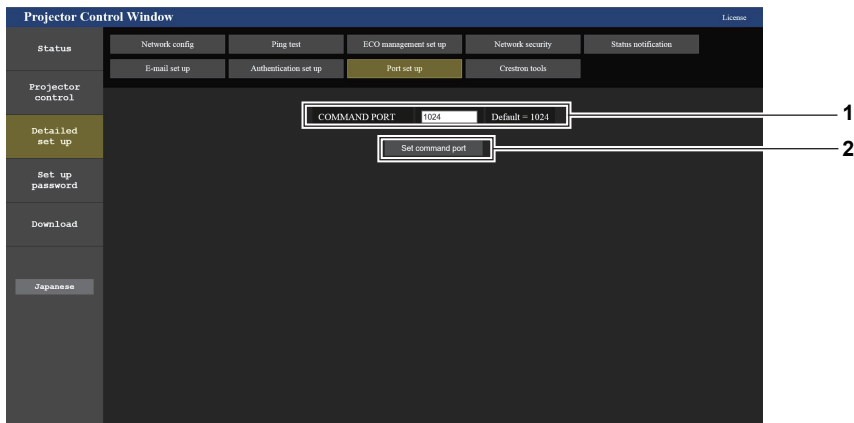 Projector Control Window
License
Status
Network config
Ping test
ECO management set up
Network security
Status notification
E-mail set up
Authentication set up
Port set up
Crestron tools
Projector
control
COMMAND PORT
1024
Default = 1024
1
Set command port
2
Detailed
set up
Set up
password
Download
Japanese